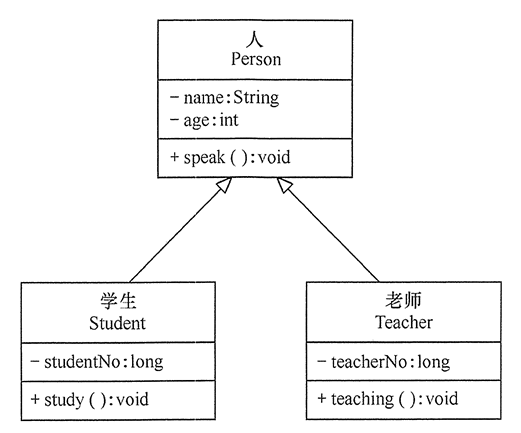 人
Person
- name:String
- age:int
+ speak ( ):void
学生
Student
- studentNo:long
+ study ( ):void
老师
Teacher
- teacherNo:long
+ teaching ( ):void